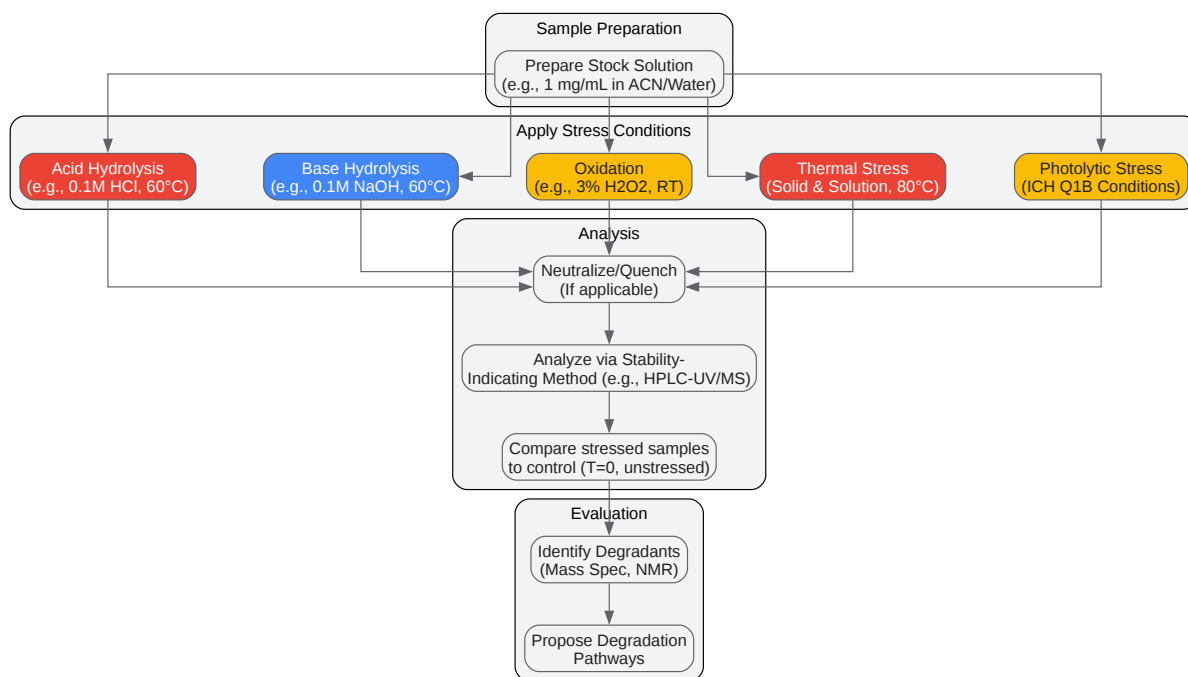 Sample Preparation
Prepare Stock Solution
(e.g., 1 mg/mL in ACN/Water)
Apply Stress Conditions
Acid Hydrolysis
(e.g., 0.1M HCl, 60°C)
Base Hydrolysis
(e.g., 0.1M NaOH, 60°C)
Oxidation
(e.g., 3% H2O2, RT)
Thermal Stress
(Solid & Solution, 80°C)
Photolytic Stress
(ICH Q1B Conditions)
Analysis
Neutralize/Quench
(If applicable)
Analyze via Stability-
Indicating Method (e.g., HPLC-UV/MS)
Compare stressed samples
to control (T=0, unstressed)
Evaluation
Identify Degradants
(Mass Spec, NMR)
Propose Degradation
Pathways